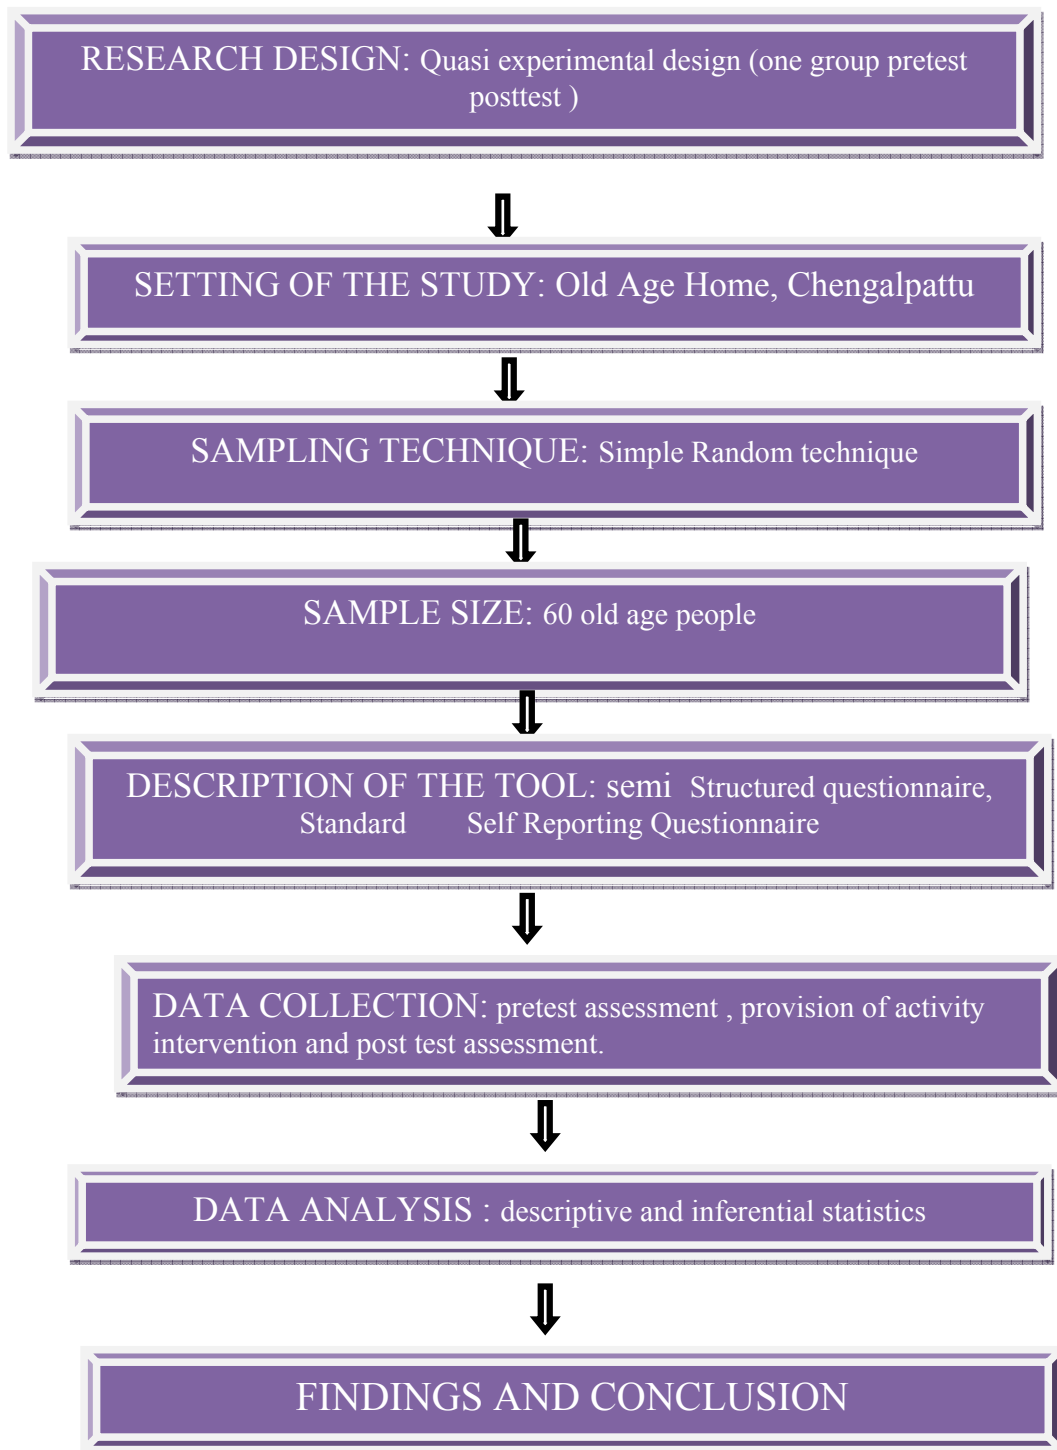 RESEARCH DESIGN: Quasi experimental design (one group pretest
posttest )
SETTING OF THE STUDY: Old Age Home, Chengalpattu
SAMPLING TECHNIQUE: Simple Random technique
SAMPLE SIZE: 60 old age people
DESCRIPTION OF THE TOOL: semi Structured questionnaire,
Standard Self Reporting Questionnaire
DATA COLLECTION: pretest assessment , provision of activity
intervention and post test assessment.
DATA ANALYSIS : descriptive and inferential statistics
FINDINGS AND CONCLUSION